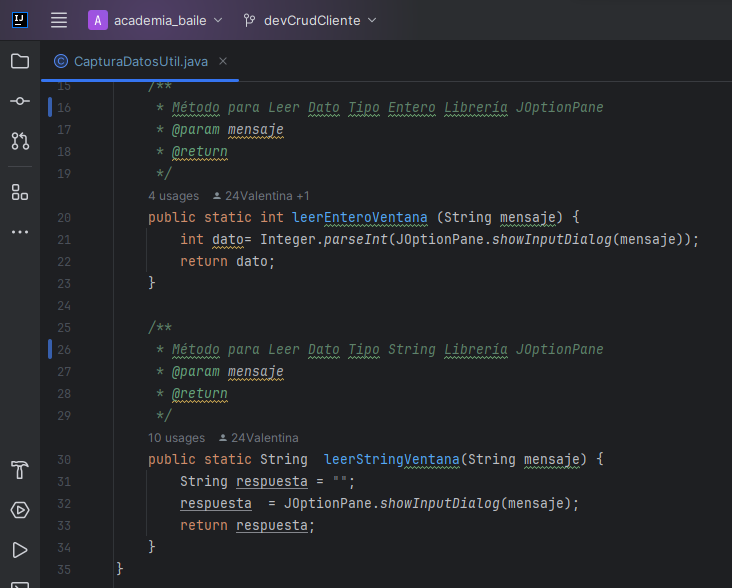 IJ
A academia_baile devCrudCliente
CapturaDatosUtil.java
15 /**
16 * Método para Leer Dato Tipo Entero Librería JOptionPane
17 * @param mensaje
18 * @return
19 */
4 usages 24Valentina +1
20 public static int leerEnteroVentana (String mensaje) {
21 int dato= Integer.parseInt(JOptionPane.showInputDialog(mensaje));
22 return dato;
23 }
24
25 /**
26 * Método para Leer Dato Tipo String Librería JOptionPane
27 * @param mensaje
28 * @return
29 */
10 usages 24Valentina
30 public static String leerStringVentana(String mensaje) {
31 String respuesta = "";
32 respuesta = JOptionPane.showInputDialog(mensaje);
33 return respuesta;
34 }
35 }